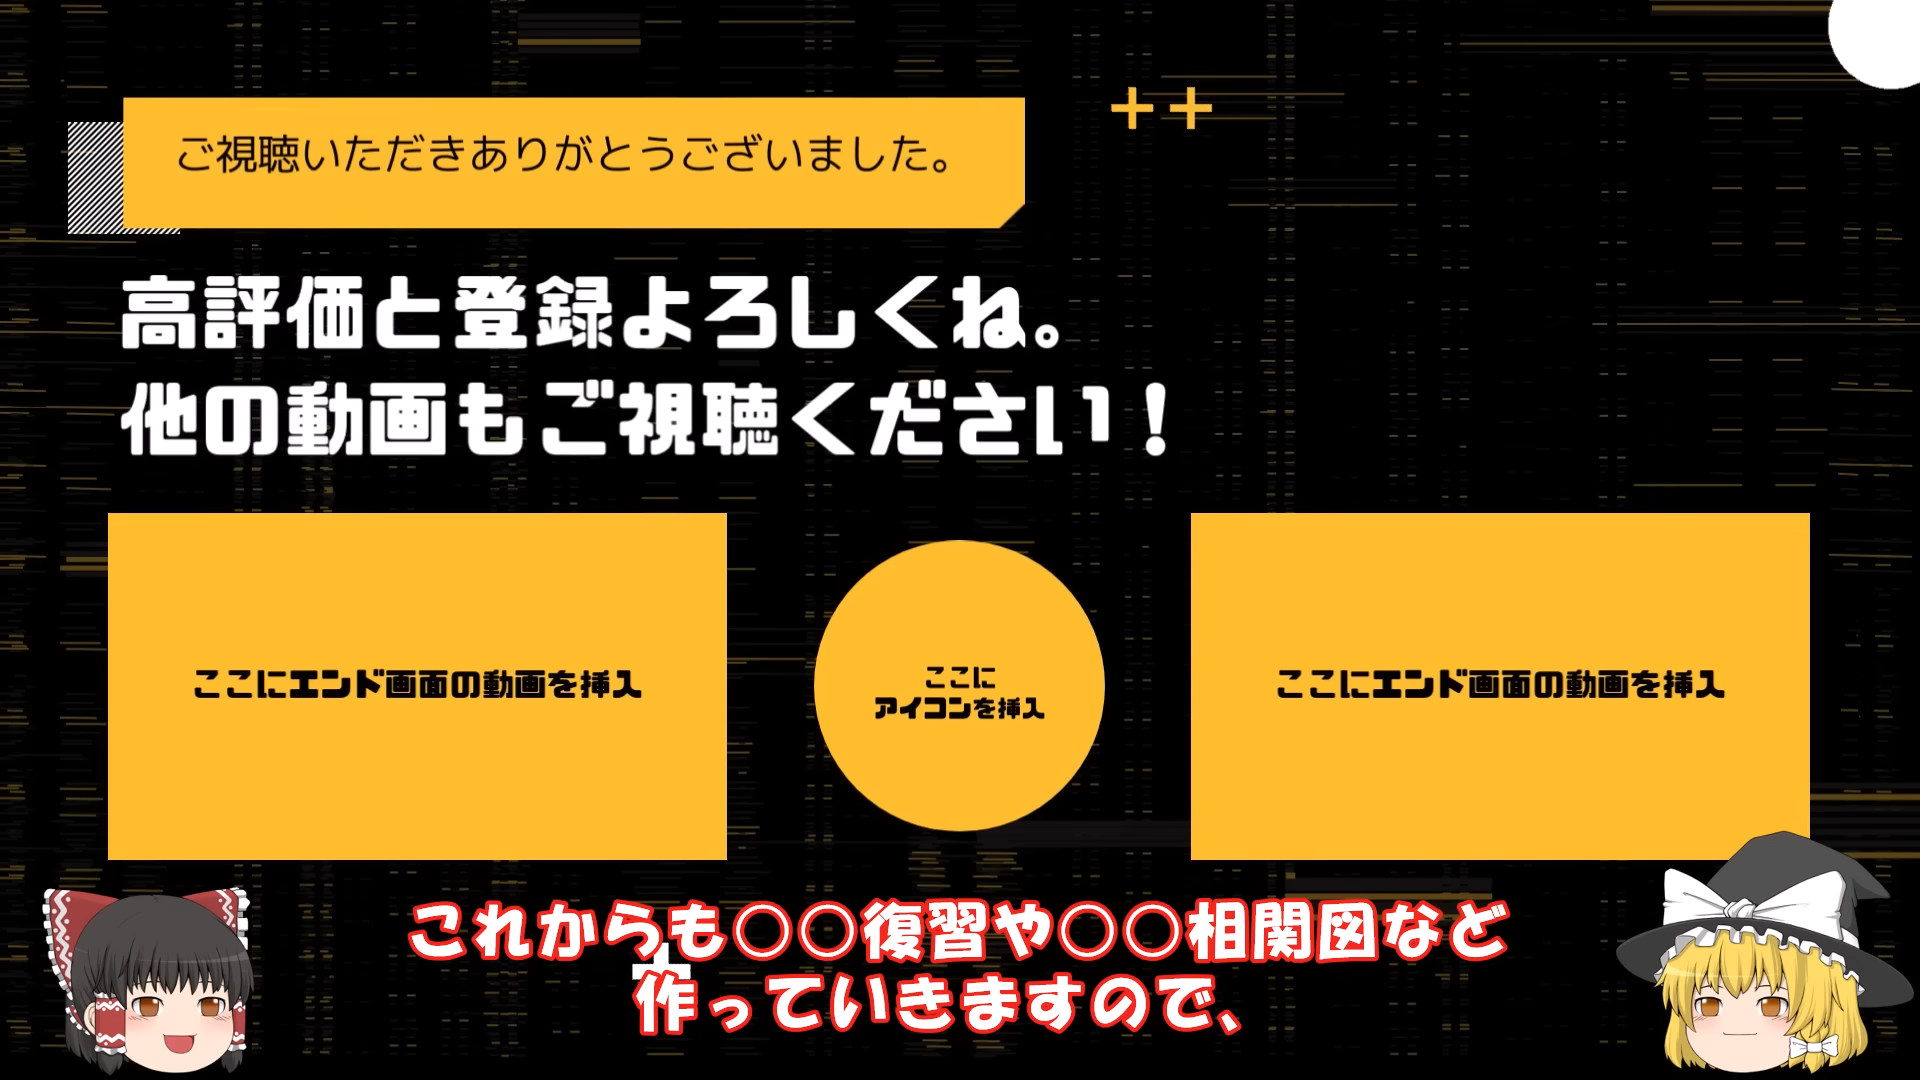 ご視聴いただきありがとうございました。
高評価と登録よろしくね。
他の動画もご視聴ください！
ここにエンド画面の動画を挿入
ここに
アイコンを挿入
ここにエンド画面の動画を挿入
これからも○○復習や○○相関図など
作っていきますので、